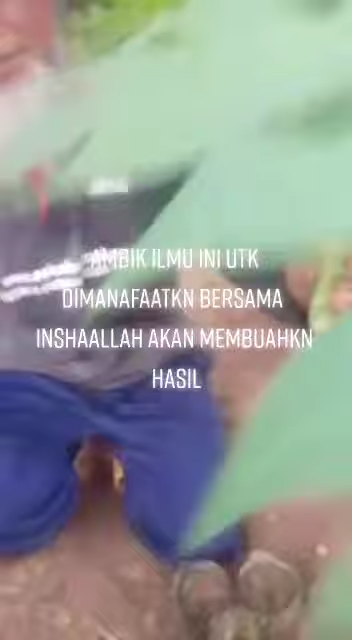 AMBIK ILMU INI UTK
DIMANAFAATKN BERSAMA
INSHAALLAH AKAN MEMBUAHKN
HASIL